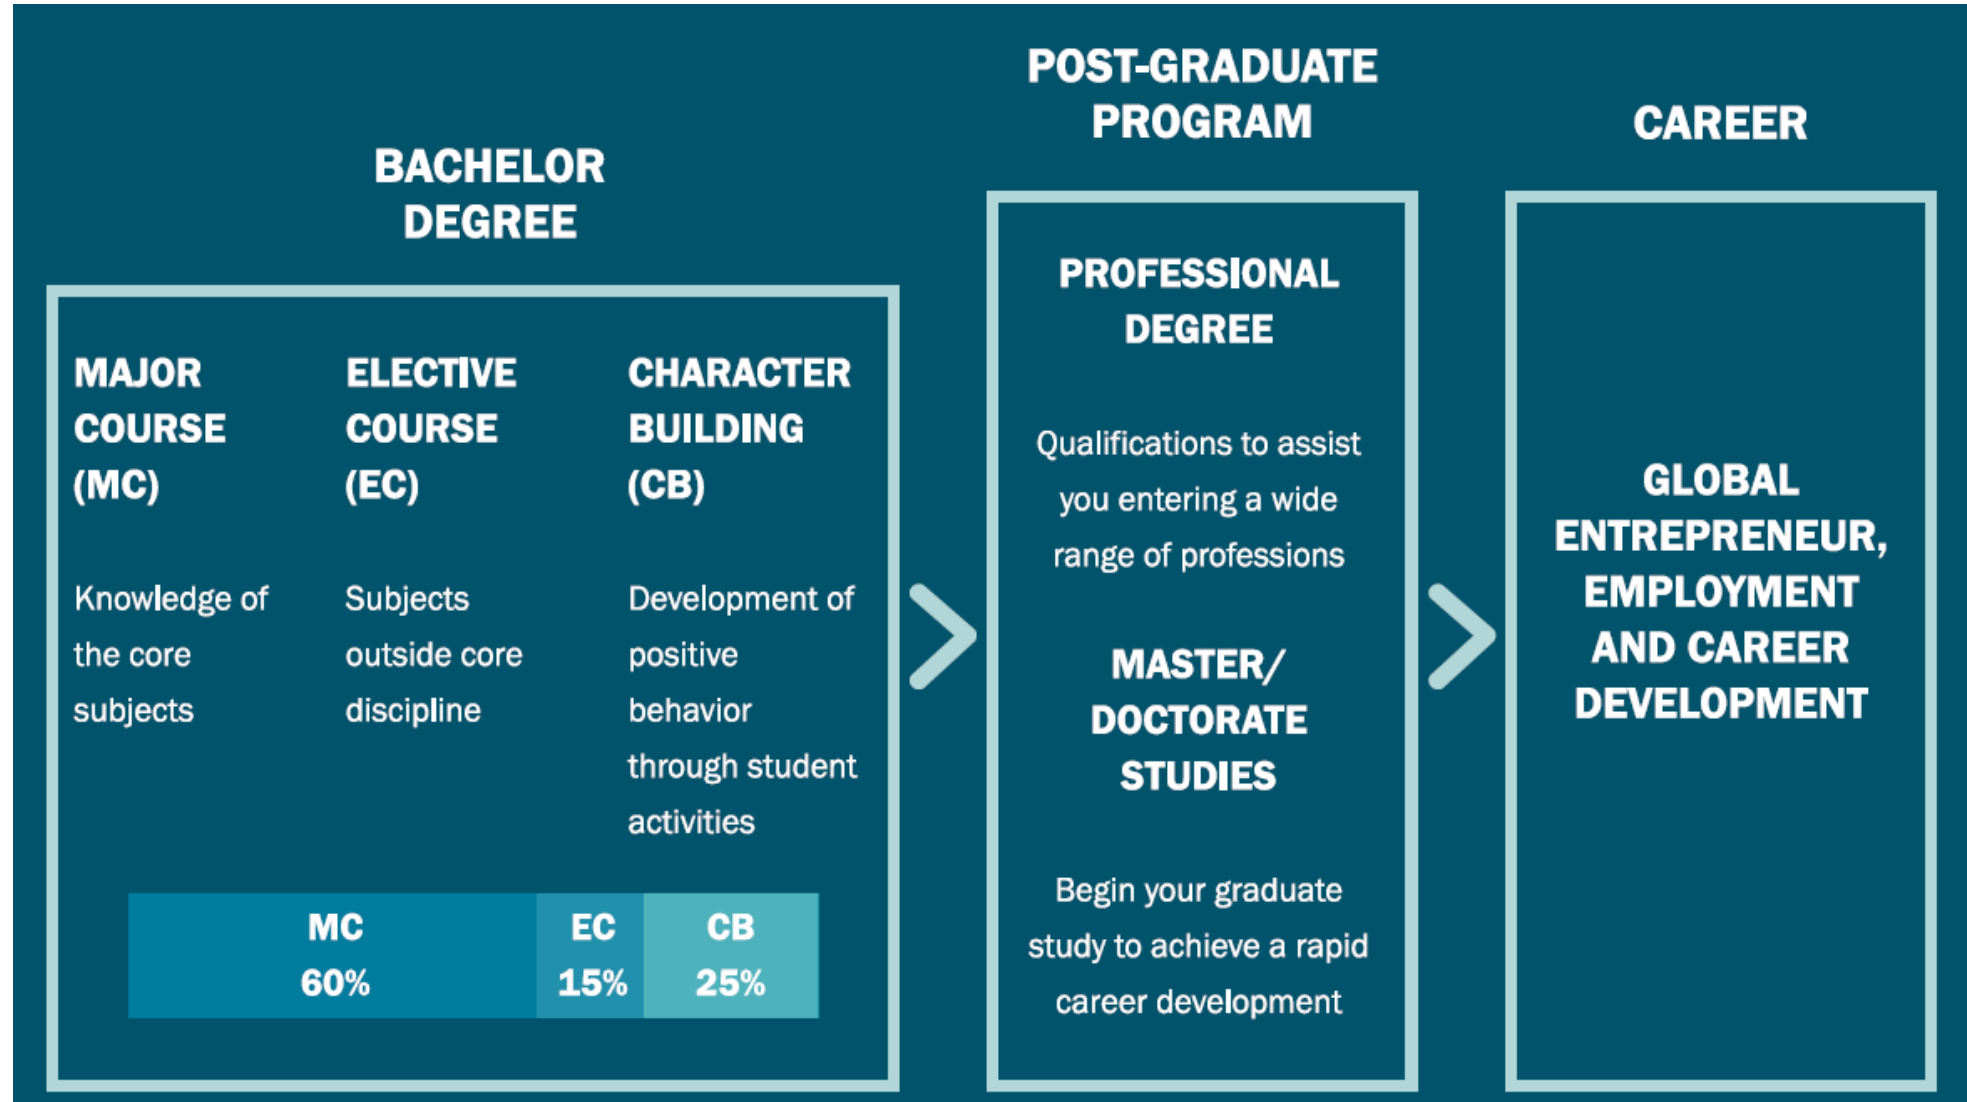 BACHELOR
DEGREE
MAJOR
COURSE
(MC)
Knowledge of
the core
subjects
ELECTIVE
COURSE
(EC)
Subjects
outside core
discipline
CHARACTER
BUILDING
(CB)
Development of
positive
behavior
through student
activities
MC
60%
EC
15%
CB
25%
POST-GRADUATE
PROGRAM
PROFESSIONAL
DEGREE
Qualifications to assist
you entering a wide
range of professions
MASTER/
DOCTORATE
STUDIES
Begin your graduate
study to achieve a rapid
career development
CAREER
GLOBAL
ENTREPRENEUR,
EMPLOYMENT
AND CAREER
DEVELOPMENT